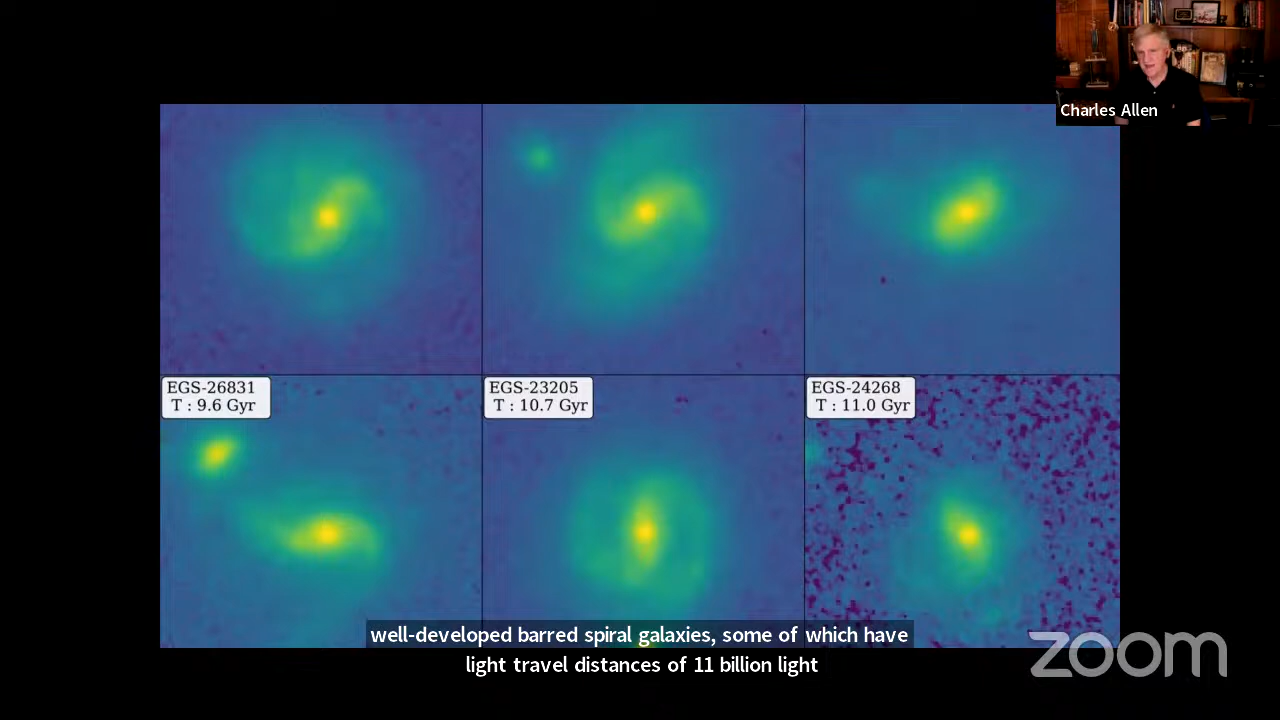 Charles Allen
EGS-26831
T : 9.6 Gyr
EGS-23205
T : 10.7 Gyr
EGS-24268
T : 11.0 Gyr
well-developed barred spiral galaxies, some of which have
light travel distances of 11 billion light
zoom